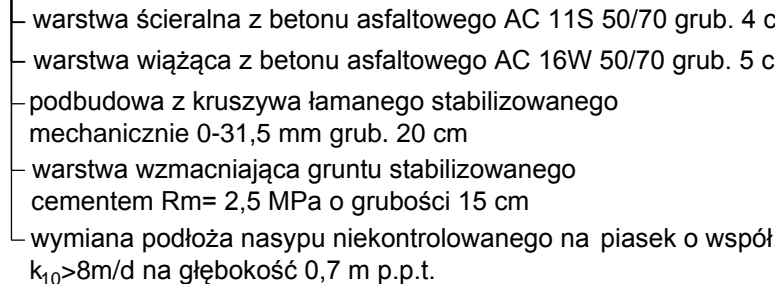 warstwa ścieralna z betonu asfaltowego AC 11S 50/70 grub. 4 c
warstwa wiążąca z betonu asfaltowego AC 16W 50/70 grub. 5 c
podbudowa z kruszywa łamanego stabilizowanego
mechanicznie 0-31,5 mm grub. 20 cm
warstwa wzmacniająca gruntu stabilizowanego
cementem Rm= 2,5 MPa o grubości 15 cm
wymiana podłoża nasypu niekontrolowanego na piasek o współ
k₁₀>8m/d na głębokość 0,7 m p.p.t.